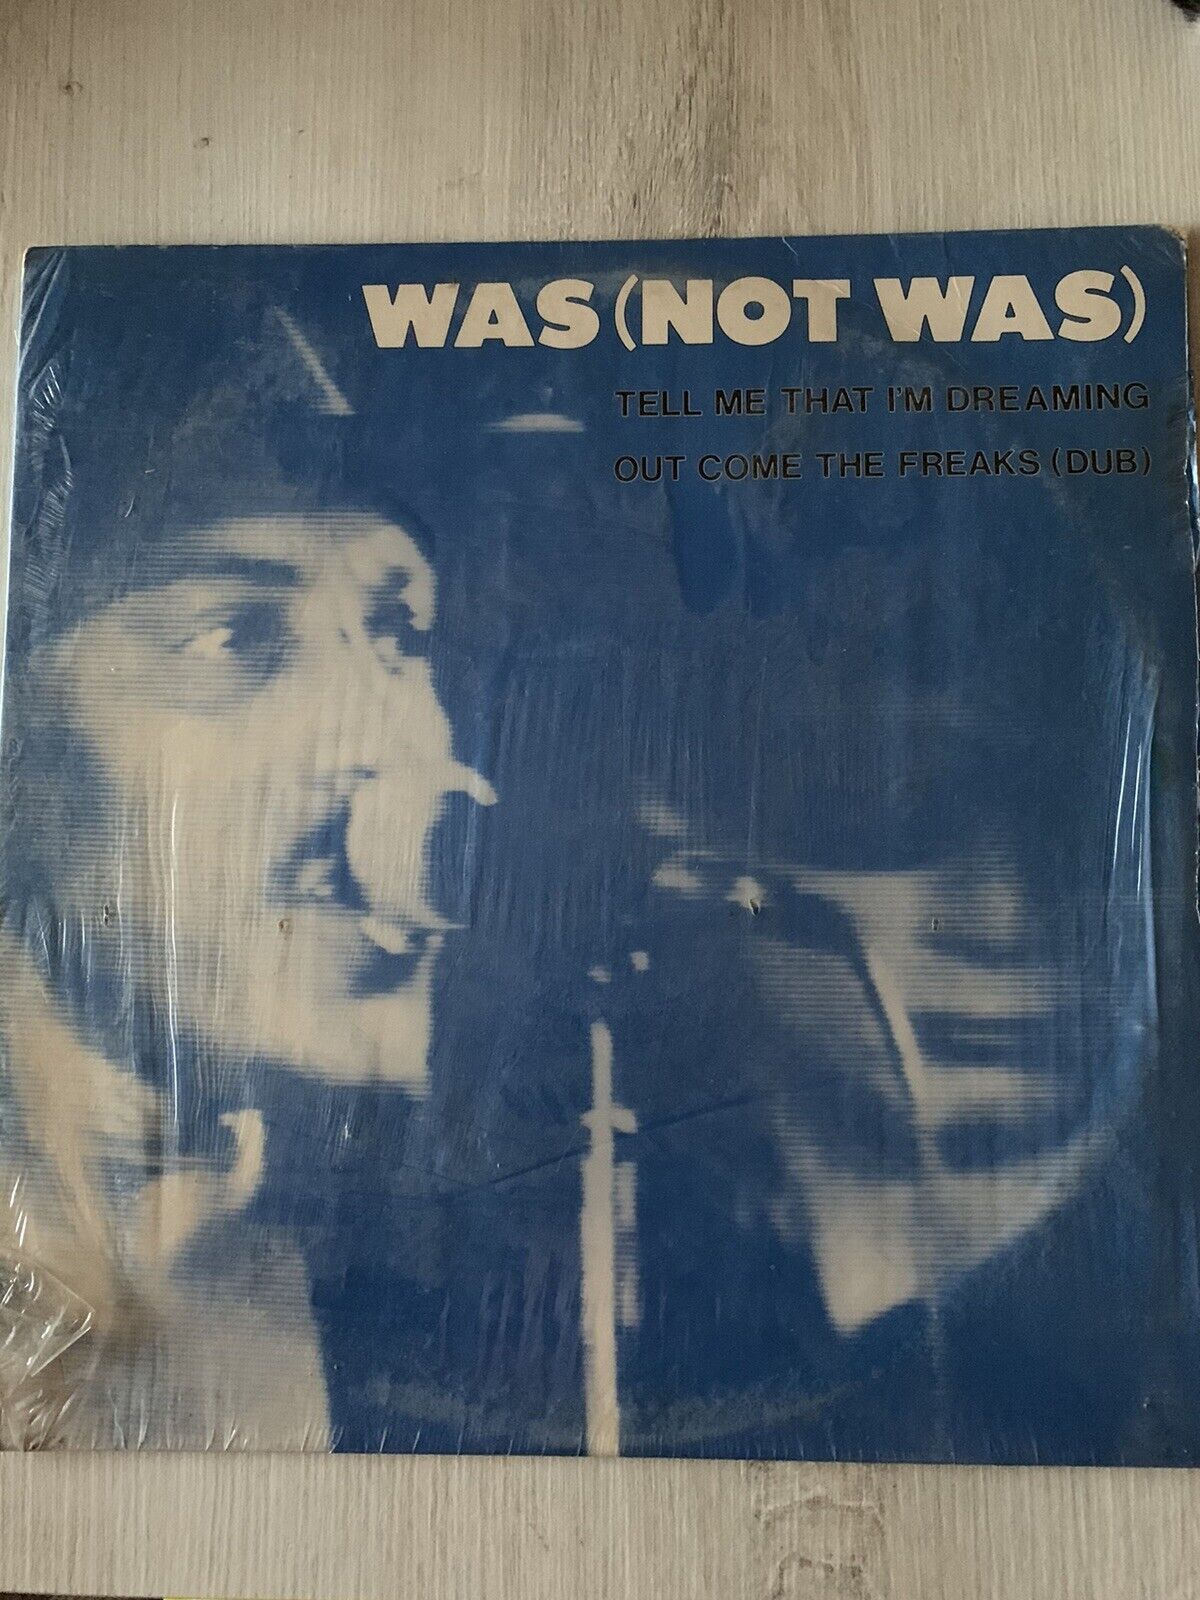 WAS (NOT WAS)
TELL ME THAT I'M DREAMING
OUT COME THE FREAKS (DUB)